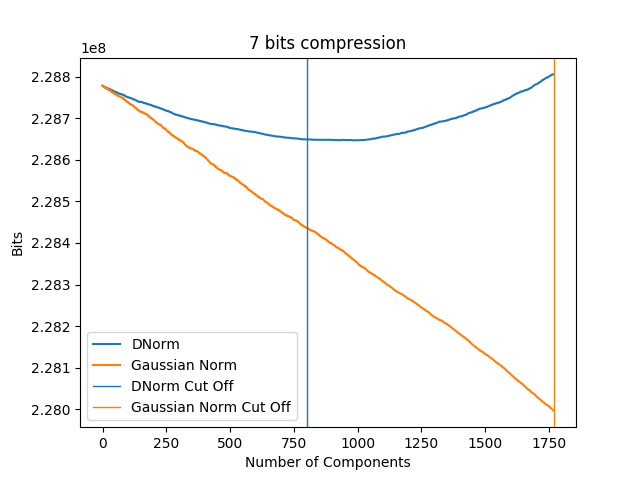 7 bits compression
1e8
2.288
2.287
2.286
2.285
2.284
2.283
2.282
2.281
2.280
Bits
DNorm
Gaussian Norm
DNorm Cut Off
Gaussian Norm Cut Off
0 250 500 750 1000 1250 1500 1750
Number of Components